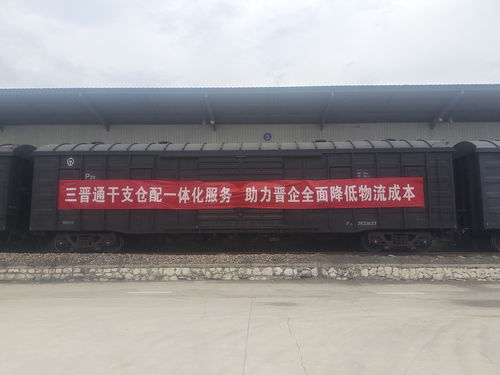 三晋通干支仓配一体化服务 助力晋企全面降低物流成本
P₇₀